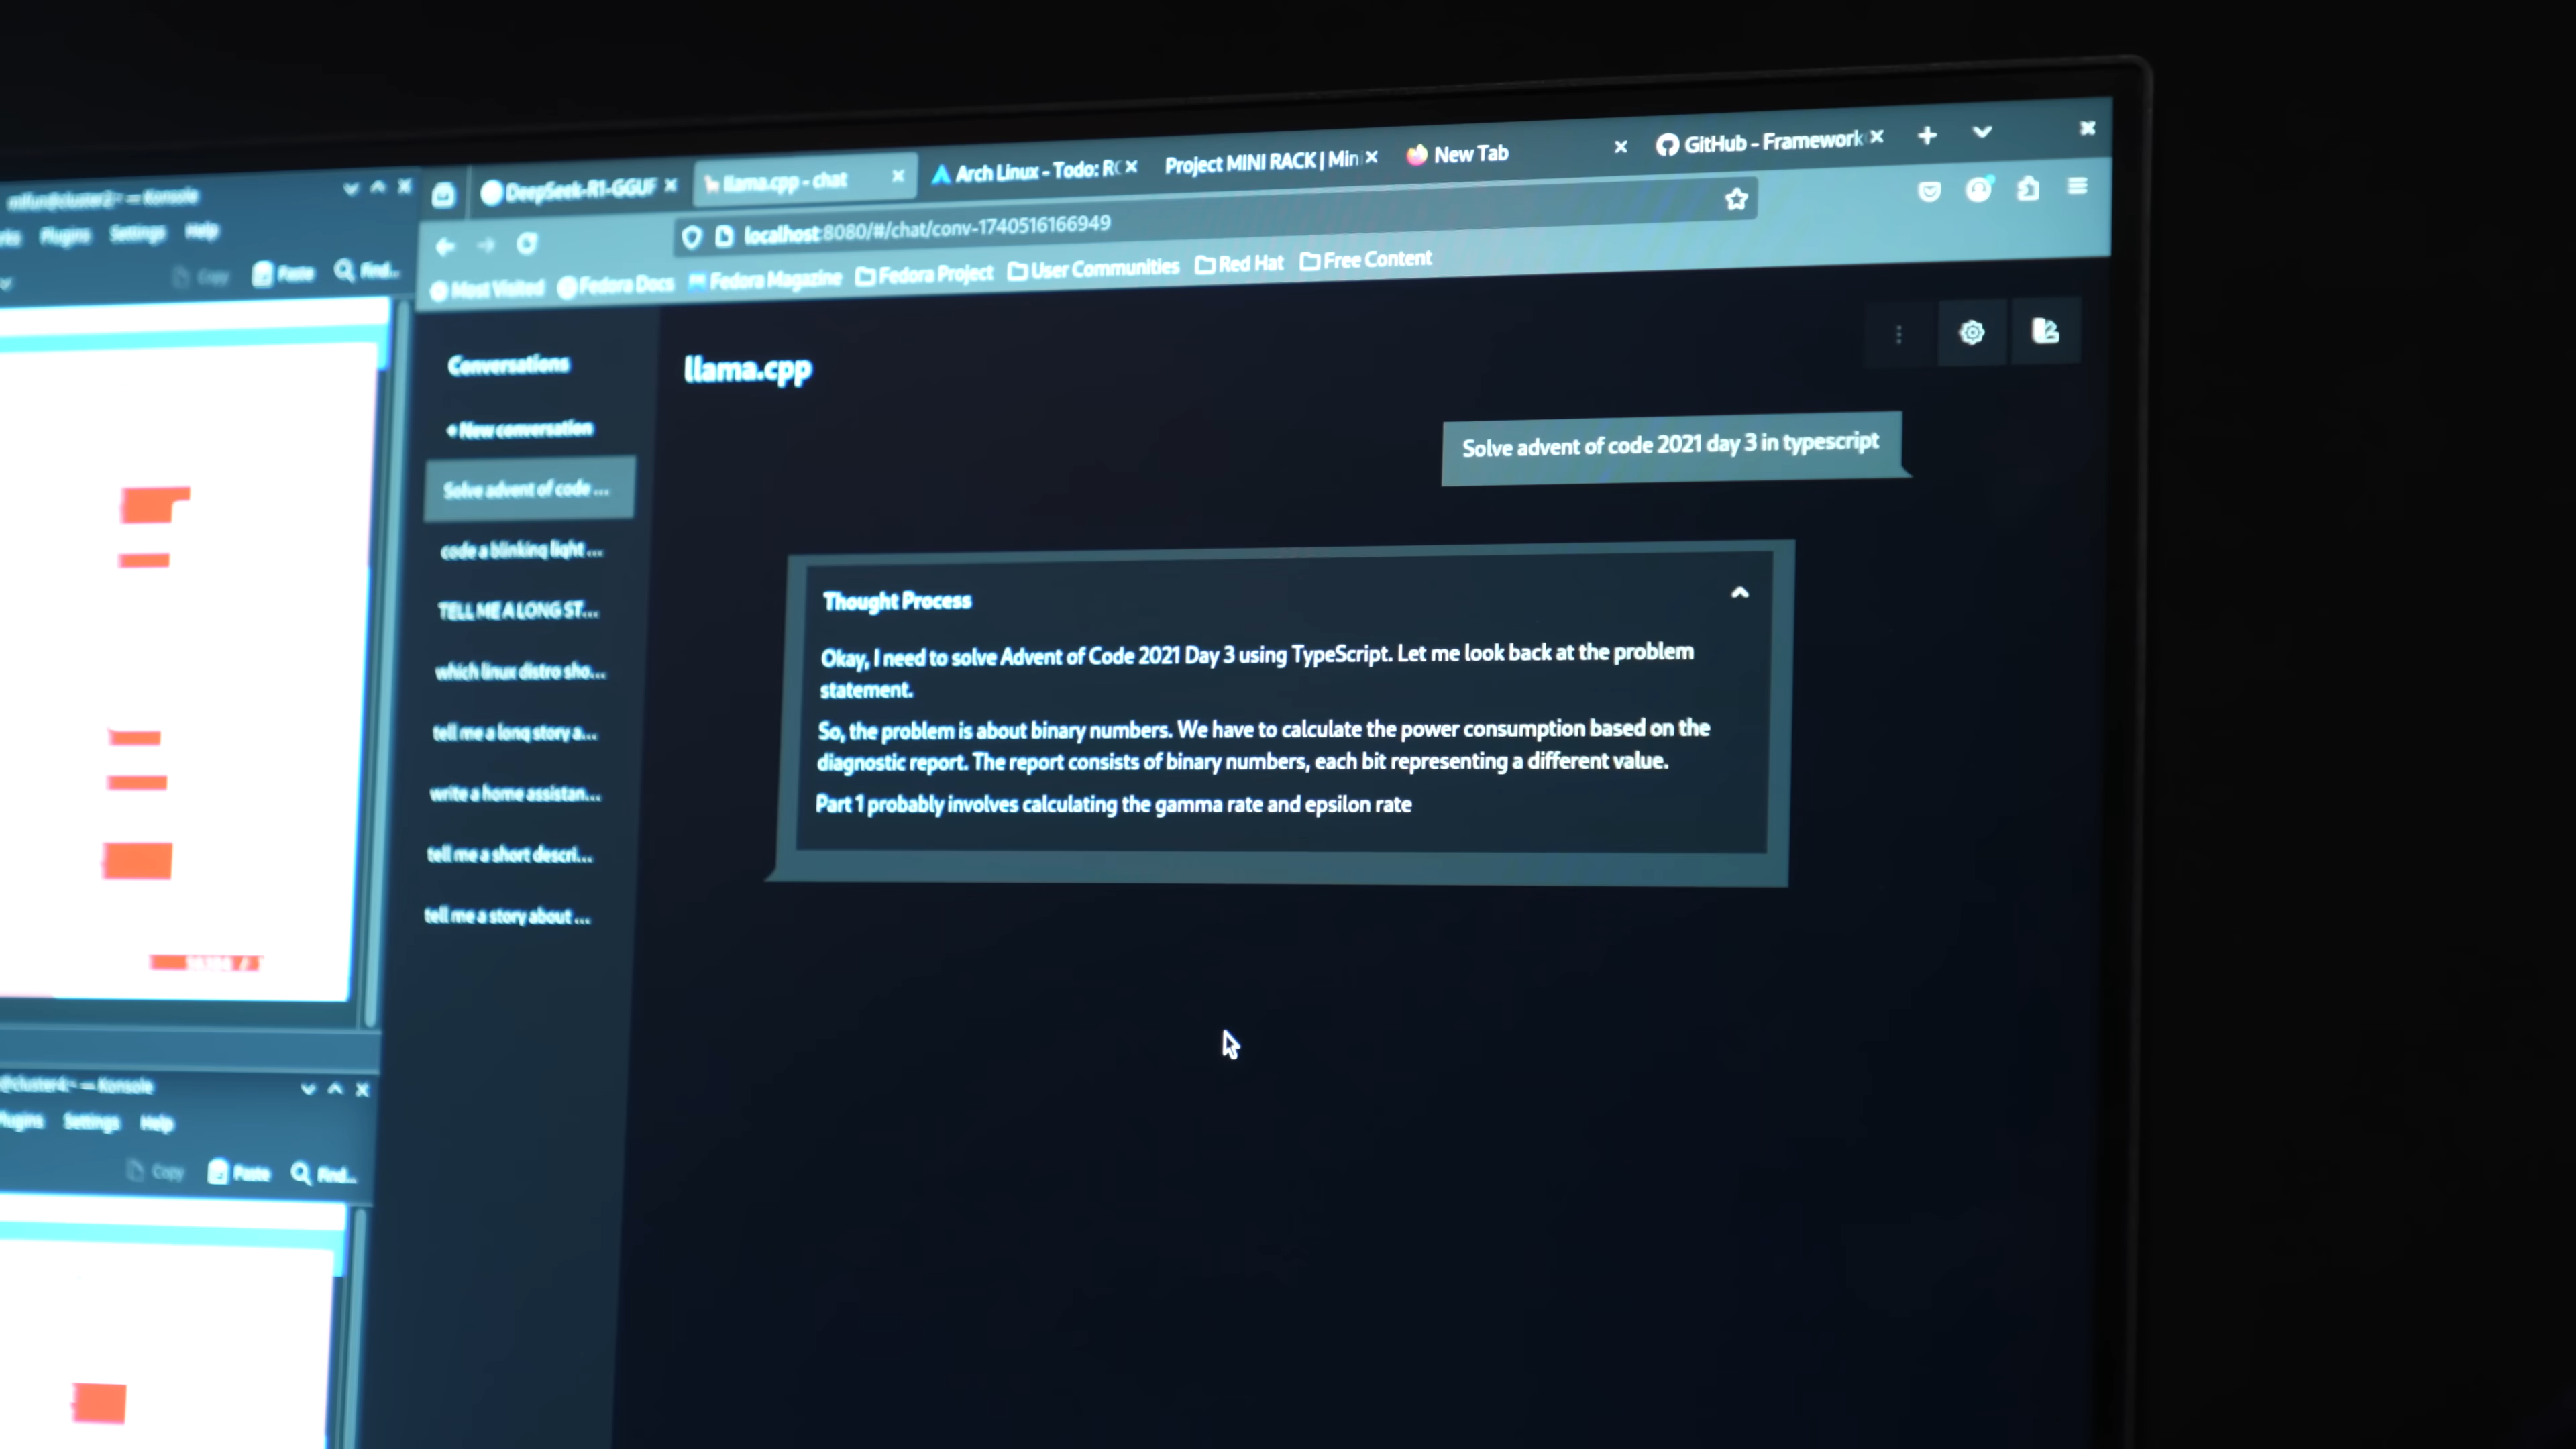 — Konsole
Plugins Settings Help
Copy Paste Find...
DeepSeek-R1-GGUF
llama.cpp - chat
Arch Linux - Todo: RO
Project MINI RACK | Mini
New Tab
GitHub - Framework
localhost:8080/#/chat/conv-1740516166949
Most Visited Fedora Docs Fedora Magazine Fedora Project User Communities Red Hat Free Content
Conversations
+ New conversation
Solve advent of code ...
code a blinking light ...
TELL ME A LONG ST...
which linux distro sho...
tell me a long story a...
write a home assistan...
tell me a short descri...
tell me a story about ...
llama.cpp
Solve advent of code 2021 day 3 in typescript
Thought Process
Okay, I need to solve Advent of Code 2021 Day 3 using TypeScript. Let me look back at the problem
statement.
So, the problem is about binary numbers. We have to calculate the power consumption based on the
diagnostic report. The report consists of binary numbers, each bit representing a different value.
Part 1 probably involves calculating the gamma rate and epsilon rate
@cluster4:~ — Konsole
Plugins Settings Help
Copy Paste Find...